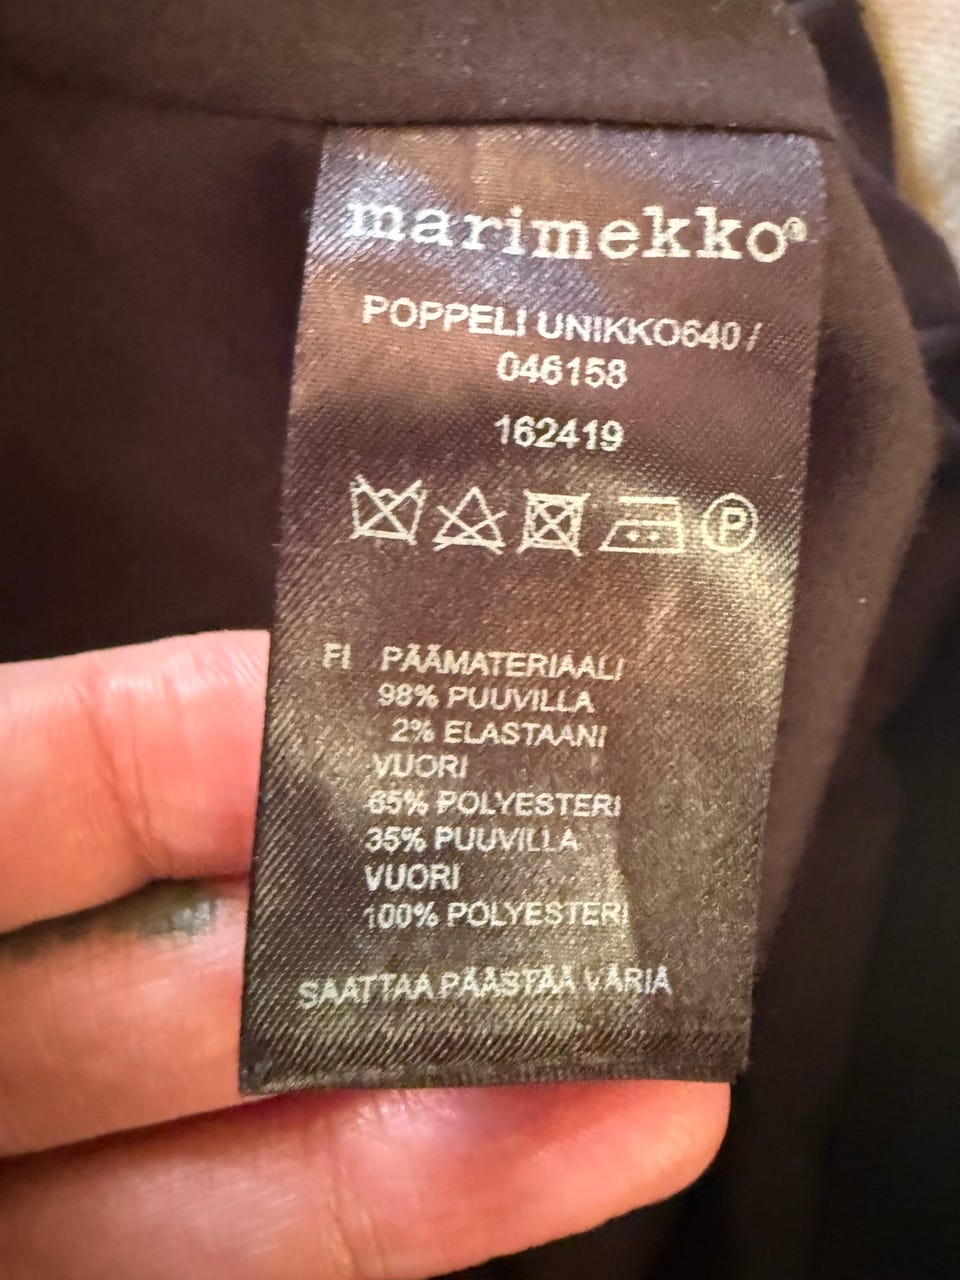 marimekko®
POPPELI UNIKKO640/
046158
162419
P
FI PÄÄMATERIAALI
98% PUUVILLA
2% ELASTAANI
VUORI
65% POLYESTERI
35% PUUVILLA
VUORI
100% POLYESTERI
SAATTAA PÄÄSTÄÄ VÄRIÄ